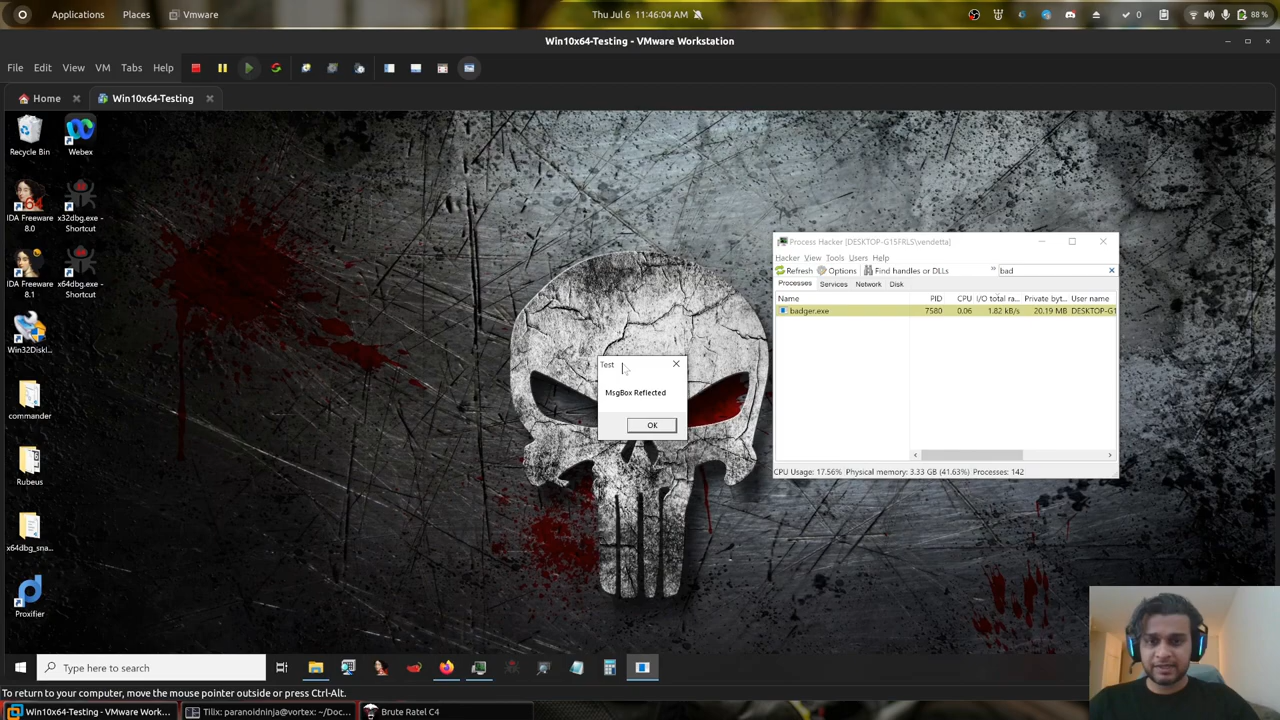 Applications Places Vmware Thu Jul 6 11:46:04 AM 0 88 %
Win10x64-Testing - VMware Workstation
File Edit View VM Tabs Help
Home Win10x64-Testing
Recycle Bin Webex
IDA Freeware 8.0 x32dbg.exe - Shortcut
IDA Freeware 8.1 x64dbg.exe - Shortcut
Win32Diskl...
commander
Rubeus
x64dbg_sna...
Proxifier
Process Hacker [DESKTOP-G15FRLS\vendetta]
Hacker View Tools Users Help
Refresh Options Find handles or DLLs » bad
Processes Services Network Disk
Name PID CPU I/O total ra... Private byt... User name
badger.exe 7580 0.06 1.82 kB/s 20.19 MB DESKTOP-G1
CPU Usage: 17.56% Physical memory: 3.33 GB (41.63%) Processes: 142
Test
MsgBox Reflected
OK
Type here to search
To return to your computer, move the mouse pointer outside or press Ctrl-Alt.
Win10x64-Testing - VMware Work... Tilix: paranoidninja@vortex: ~/Doc... Brute Ratel C4